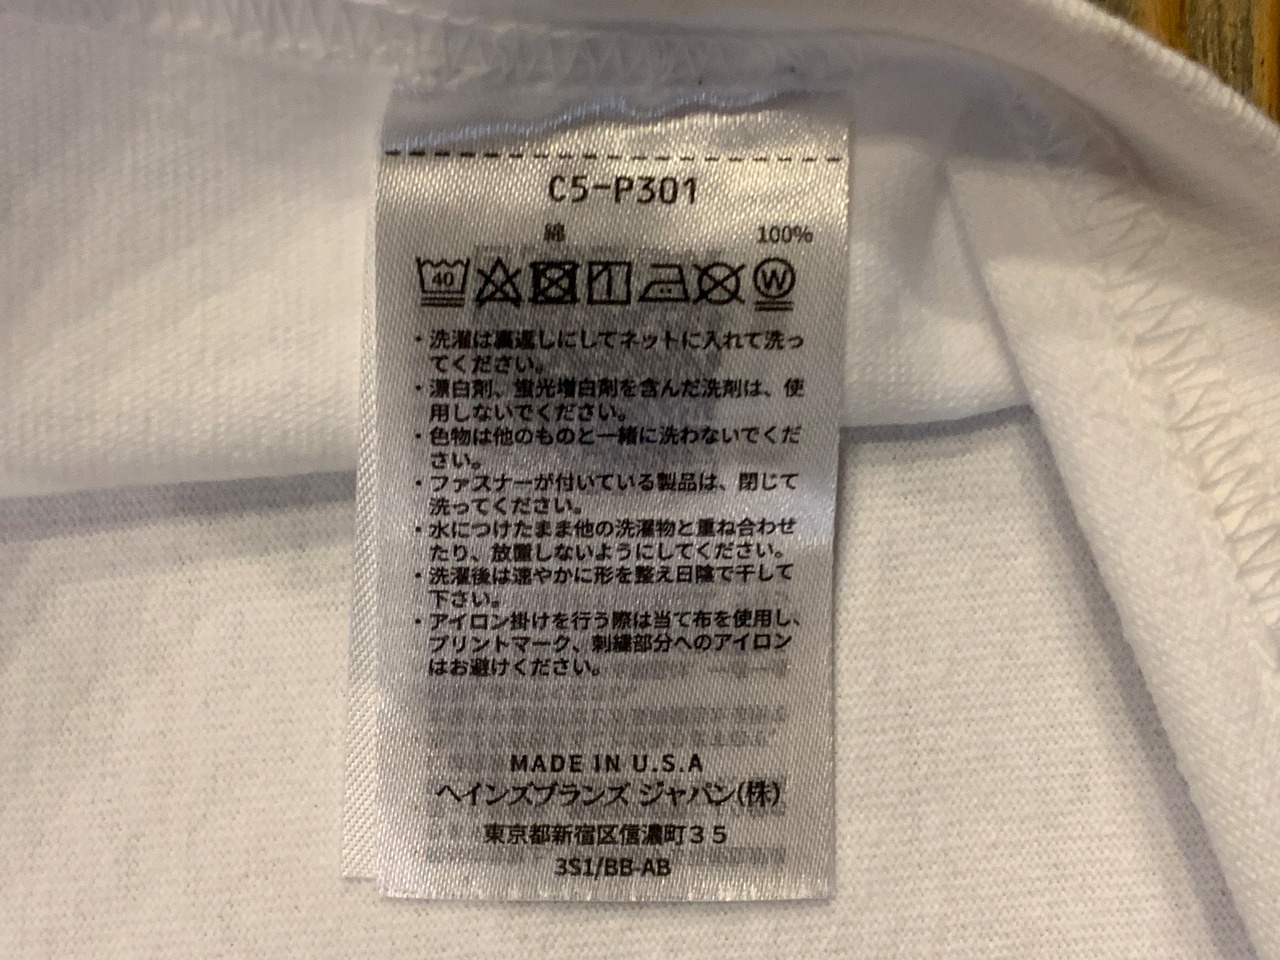 C5-P301
綿 100%
40 W
・洗濯は裏返しにしてネットに入れて洗っ
てください。
・漂白剤、蛍光増白剤を含んだ洗剤は、使
用しないでください。
・色物は他のものと一緒に洗わないでくだ
さい。
・ファスナーが付いている製品は、閉じて
洗ってください。
・水につけたまま他の洗濯物と重ね合わせ
たり、放置しないようにしてください。
・洗濯後は速やかに形を整え日陰で干して
下さい。
・アイロン掛けを行う際は当て布を使用し、
プリントマーク、刺繍部分へのアイロン
はお避けください。
MADE IN U.S.A
ヘインズブランズ ジャパン(株)
東京都新宿区信濃町３５
3S1/BB-AB